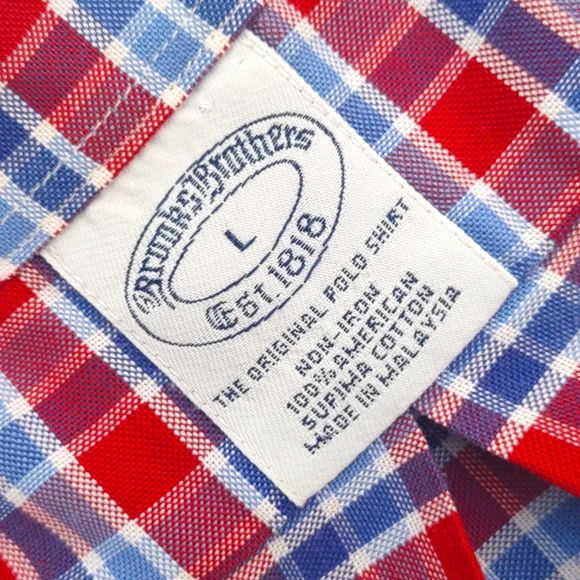 Brooks Brothers
L
Est. 1818
THE ORIGINAL POLO SHIRT
NON-IRON
100% AMERICAN
SUPIMA COTTON
MADE IN MALAYSIA